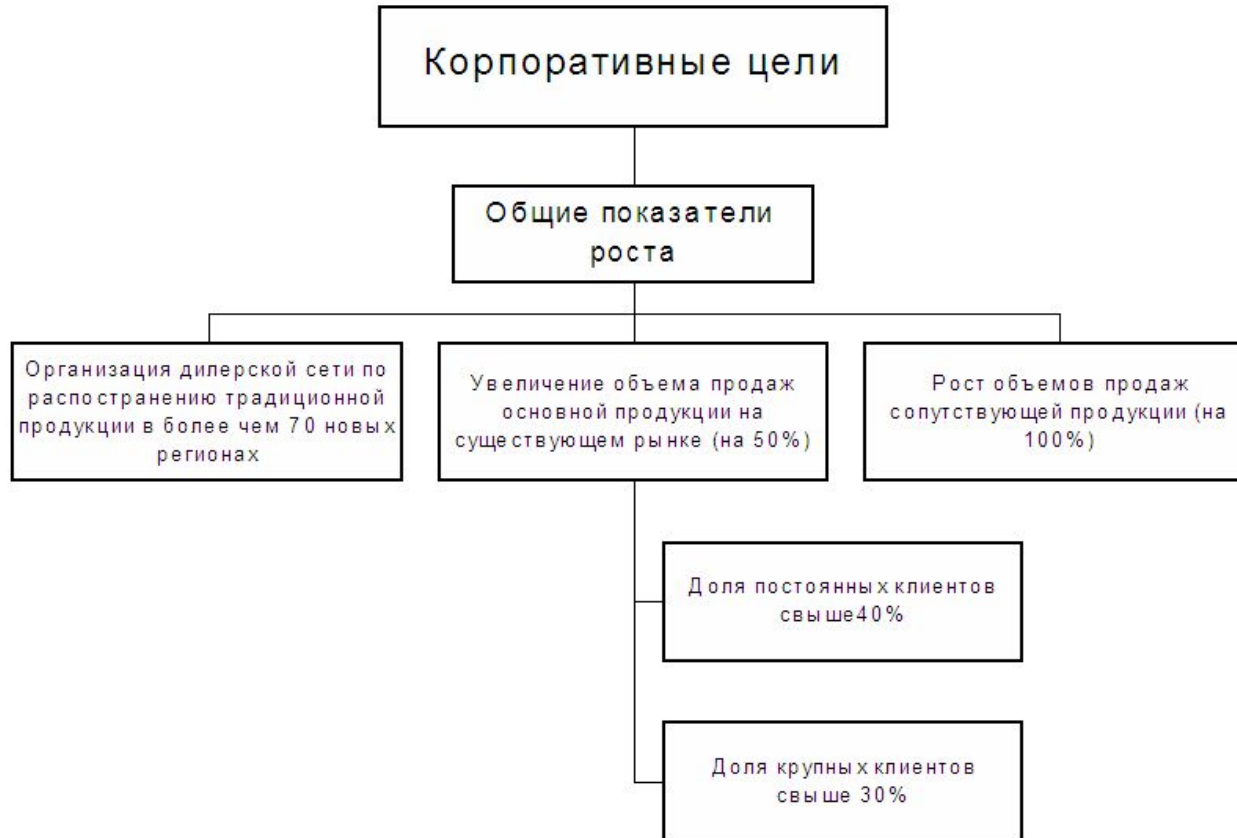 Корпоративные цели
Общие показатели
роста
Организация дилерской сети по
распостранению традиционной
продукции в более чем 70 новых
регионах
Увеличение объема продаж
основной продукции на
существующем рынке (на 50%)
Рост объемов продаж
сопутствующей продукции (на
100%)
Доля постоянных клиентов
свыше40%
Доля крупных клиентов
свыше 30%